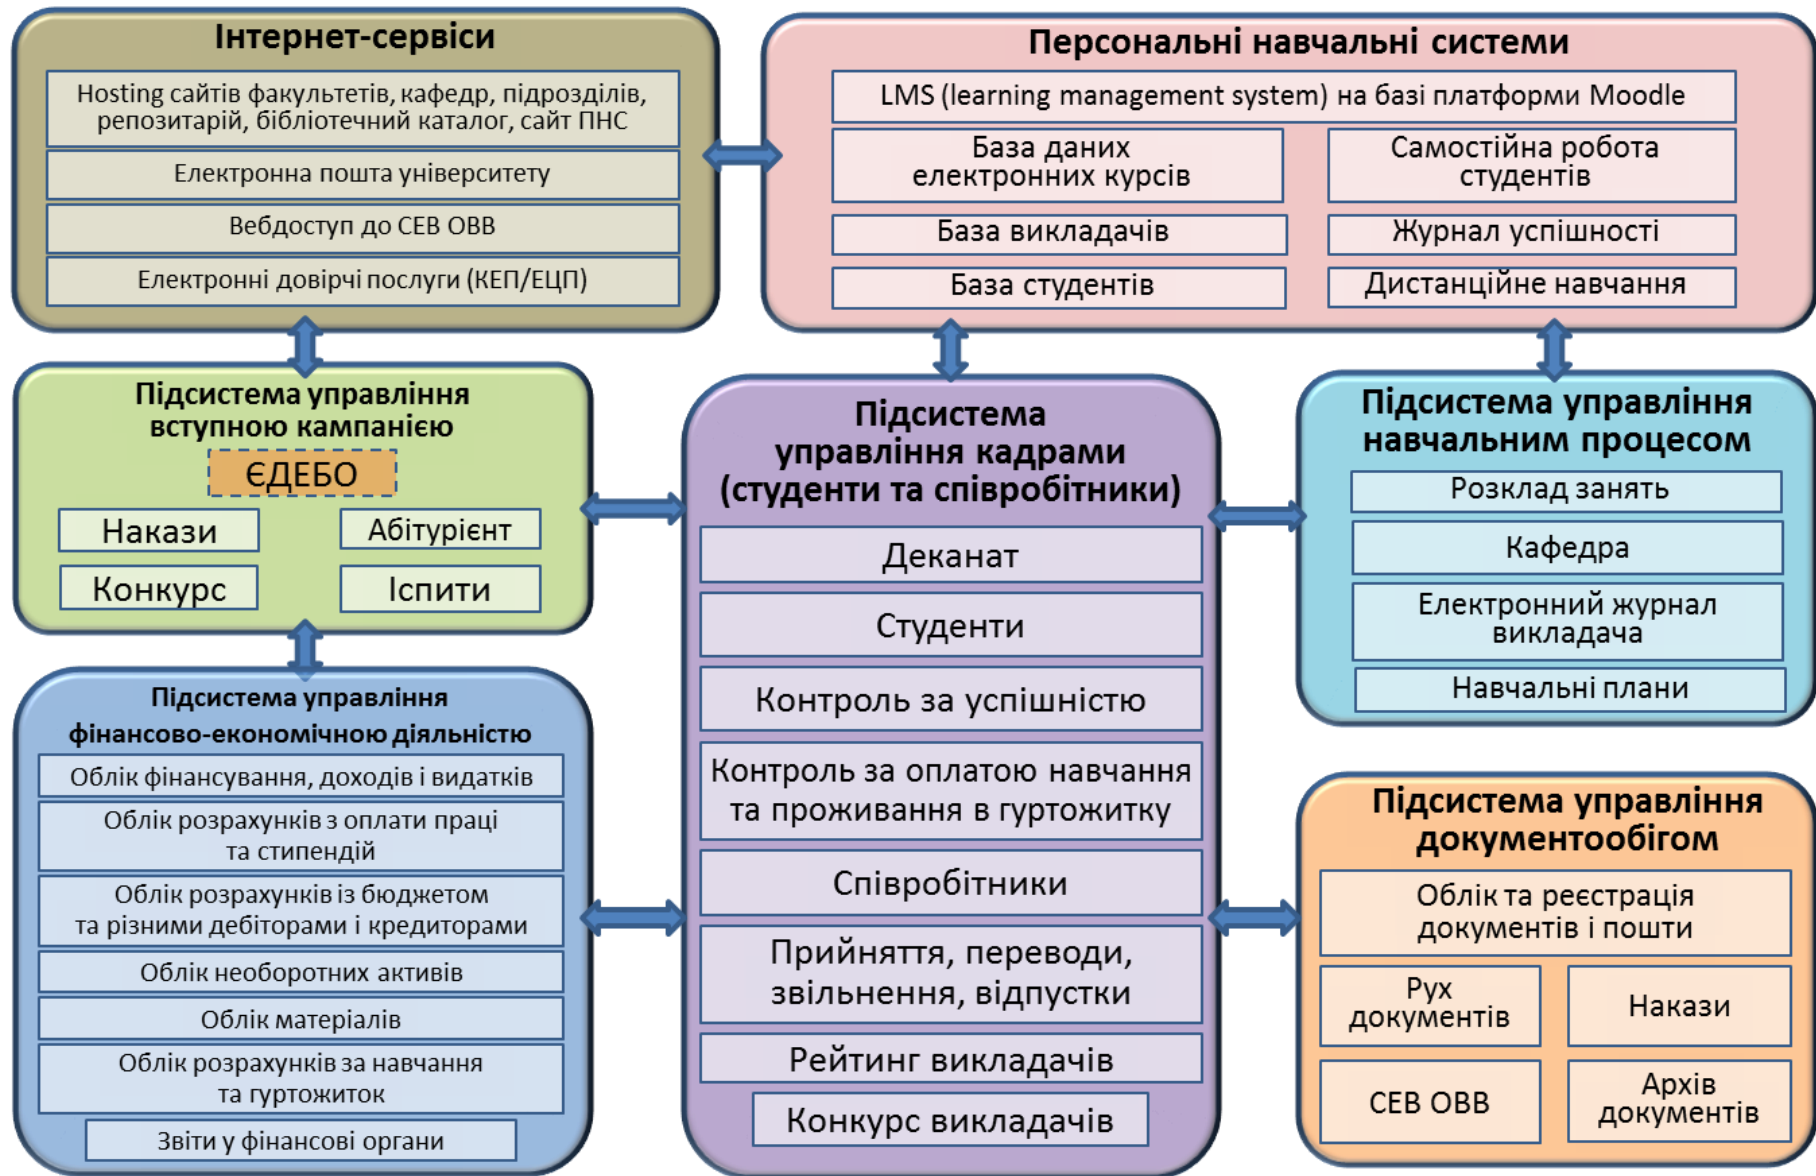 Інтернет-сервіси
Hosting сайтів факультетів, кафедр, підрозділів,
репозитарій, бібліотечний каталог, сайт ПНС
Електронна пошта університету
Вебдоступ до СЕВ ОВВ
Електронні довірчі послуги (КЕП/ЕЦП)
Персональні навчальні системи
LMS (learning management system) на базі платформи Moodle
База даних
електронних курсів
Самостійна робота
студентів
База викладачів
Журнал успішності
База студентів
Дистанційне навчання
Підсистема управління
вступною кампанією
ЄДЕБО
Накази
Абітурієнт
Конкурс
Іспити
Підсистема
управління кадрами
(студенти та співробітники)
Деканат
Студенти
Контроль за успішністю
Контроль за оплатою навчання
та проживання в гуртожитку
Співробітники
Прийняття, переводи,
звільнення, відпустки
Рейтинг викладачів
Конкурс викладачів
Підсистема управління
навчальним процесом
Розклад занять
Кафедра
Електронний журнал
викладача
Навчальні плани
Підсистема управління
фінансово-економічною діяльністю
Облік фінансування, доходів і видатків
Облік розрахунків з оплати праці
та стипендій
Облік розрахунків із бюджетом
та різними дебіторами і кредиторами
Облік необоротних активів
Облік матеріалів
Облік розрахунків за навчання
та гуртожиток
Звіти у фінансові органи
Підсистема управління
документообігом
Облік та реєстрація
документів і пошти
Рух
документів
Накази
СЕВ ОВВ
Архів
документів